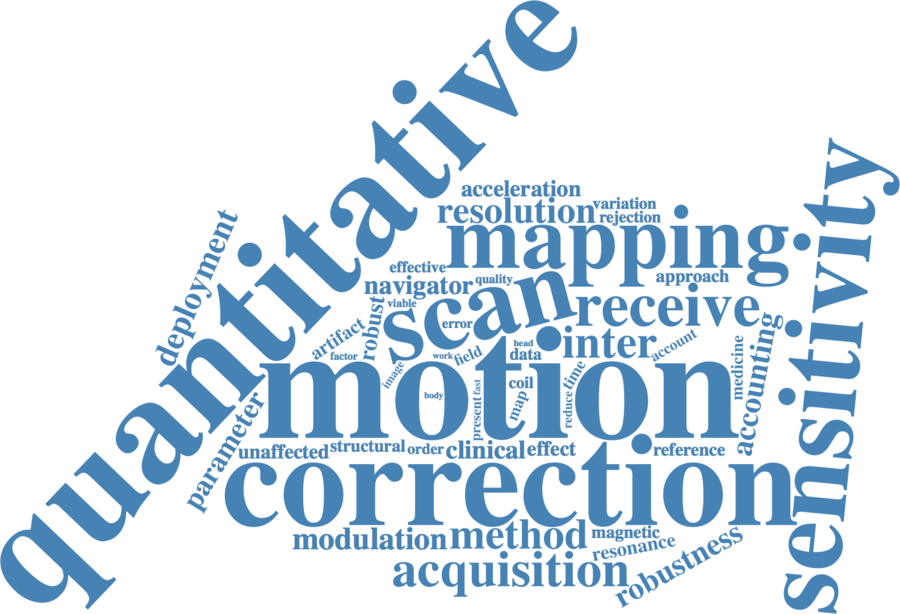 quantitative
sensitivity
deployment
acceleration
resolution
variation
rejection
mapping
effective
navigator
quality
approach
viable
scan
receive
error
robust
artifact
factor
work
field
head
data
inter
account
medicine
accounting
image
motion
body
present
fast
coil
map
reduce
time
parameter
unaffected
structural
order
clinical
effect
reference
correction
modulation
method
magnetic
resonance
acquisition
robustness